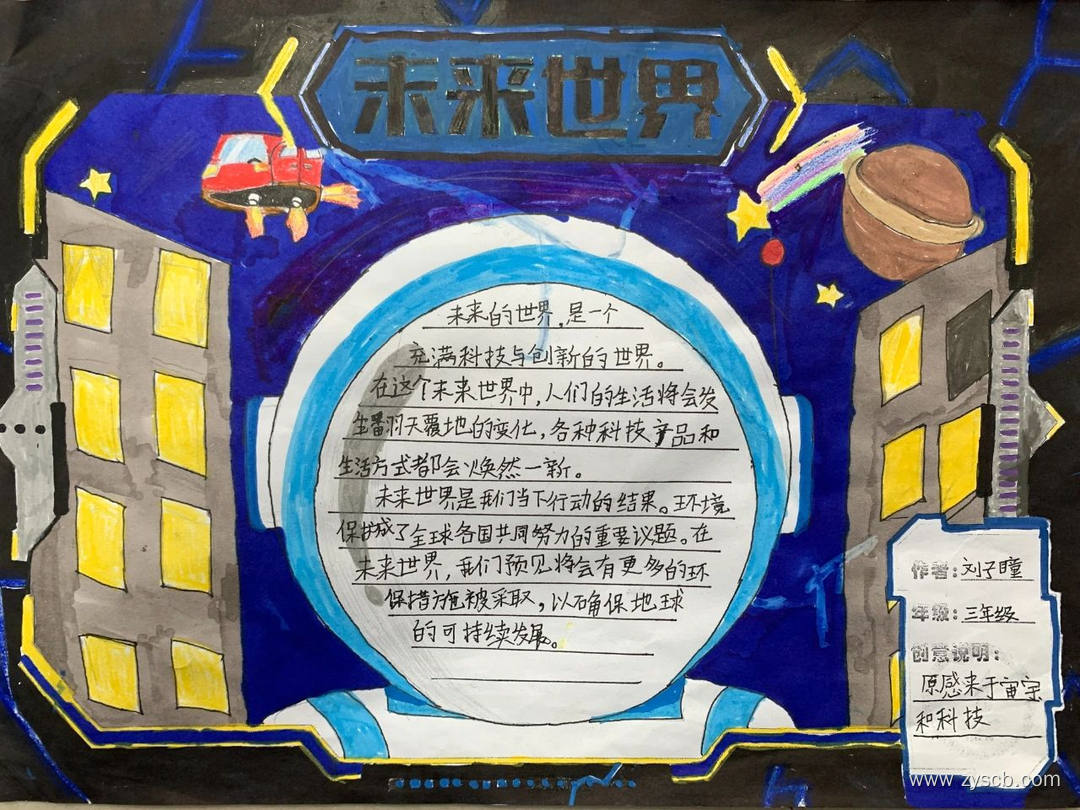 未来世界
未来的世界,是一个
充满科技与创新的世界。
在这个未来世界中,人们的生活将会发
生翻天覆地的变化,各种科技产品和
生活方式都会焕然一新。
未来世界是我们当下行动的结果。环境
保护成了全球各国共同努力的重要议题。在
未来世界,我们预见将会有更多的环
保措施被采取,以确保地球
的可持续发展。
作者:刘子瞳
年级:三年级
创意说明:
原感来于宙宇
和科技
www.zyscb.com